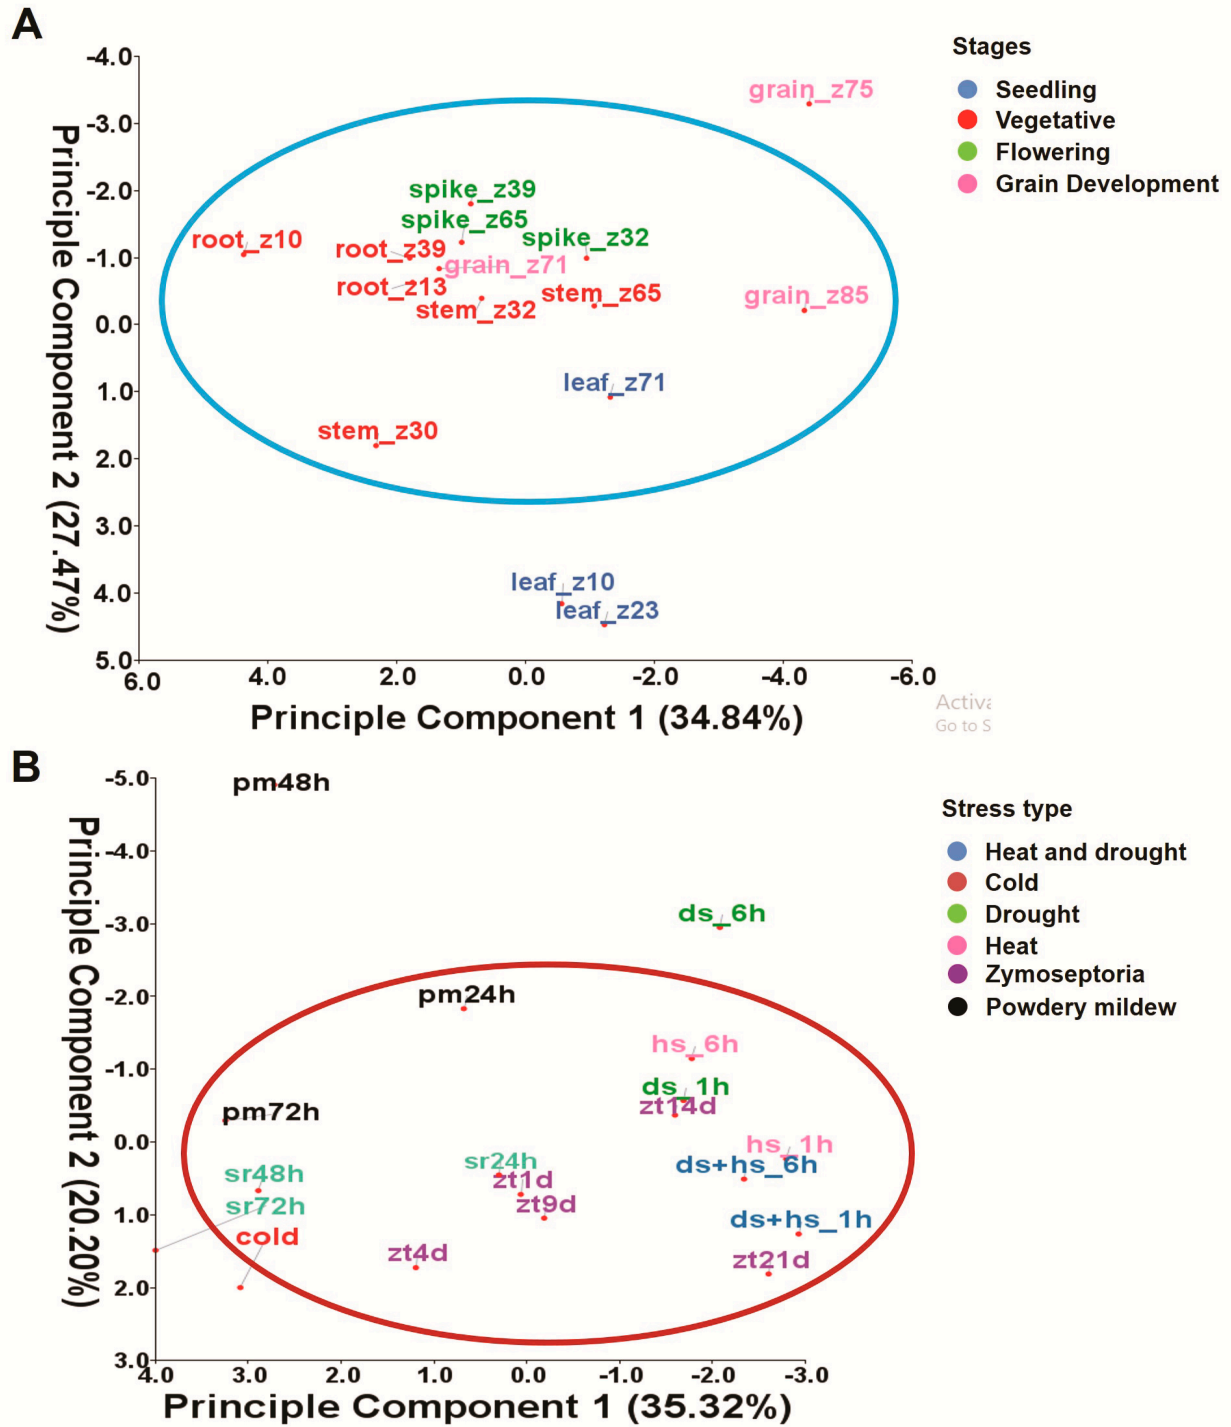 A
Stages
Seedling
Vegetative
Flowering
Grain Development
Principle Component 2 (27.47%)
-4.0
-3.0
-2.0
-1.0
0.0
1.0
2.0
3.0
4.0
5.0
grain_z75
spike_z39
spike_z65
spike_z32
root_z10
root_z39
grain_z71
root_z13
stem_z65
grain_z85
stem_z32
leaf_z71
stem_z30
leaf_z10
leaf_z23
6.0 4.0 2.0 0.0 -2.0 -4.0 -6.0
Principle Component 1 (34.84%)
Go to S
B
Stress type
Heat and drought
Cold
Drought
Heat
Zymoseptoria
Powdery mildew
Principle Component 2 (20.20%)
-5.0
-4.0
-3.0
-2.0
-1.0
0.0
1.0
2.0
3.0
pm48h
ds_6h
pm24h
hs_6h
ds_1h
zt14d
pm72h
hs_1h
sr24h
ds+hs_6h
sr48h
zt1d
zt9d
sr72h
ds+hs_1h
cold
zt4d
zt21d
4.0 3.0 2.0 1.0 0.0 -1.0 -2.0 -3.0
Principle Component 1 (35.32%)